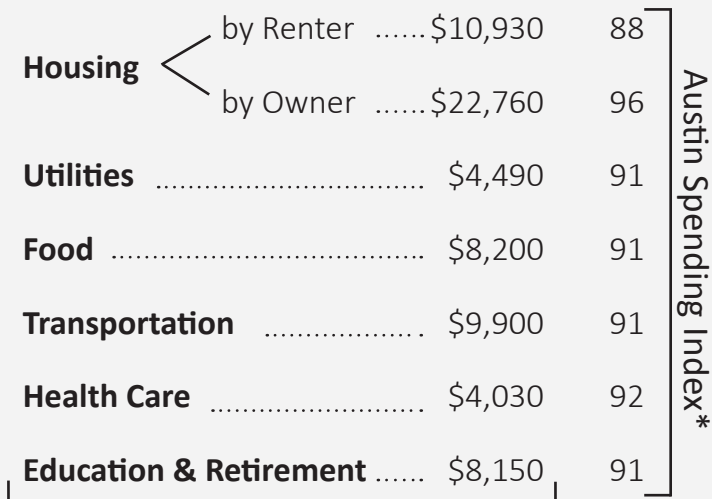 by Renter ...... $10,930 88
Housing
by Owner ...... $22,760 96
Utilities ................................ $4,490 91
Food ...................................... $8,200 91
Transportation ................... $9,900 91
Health Care .......................... $4,030 92
Education & Retirement ...... $8,150 91
Austin Spending Index*